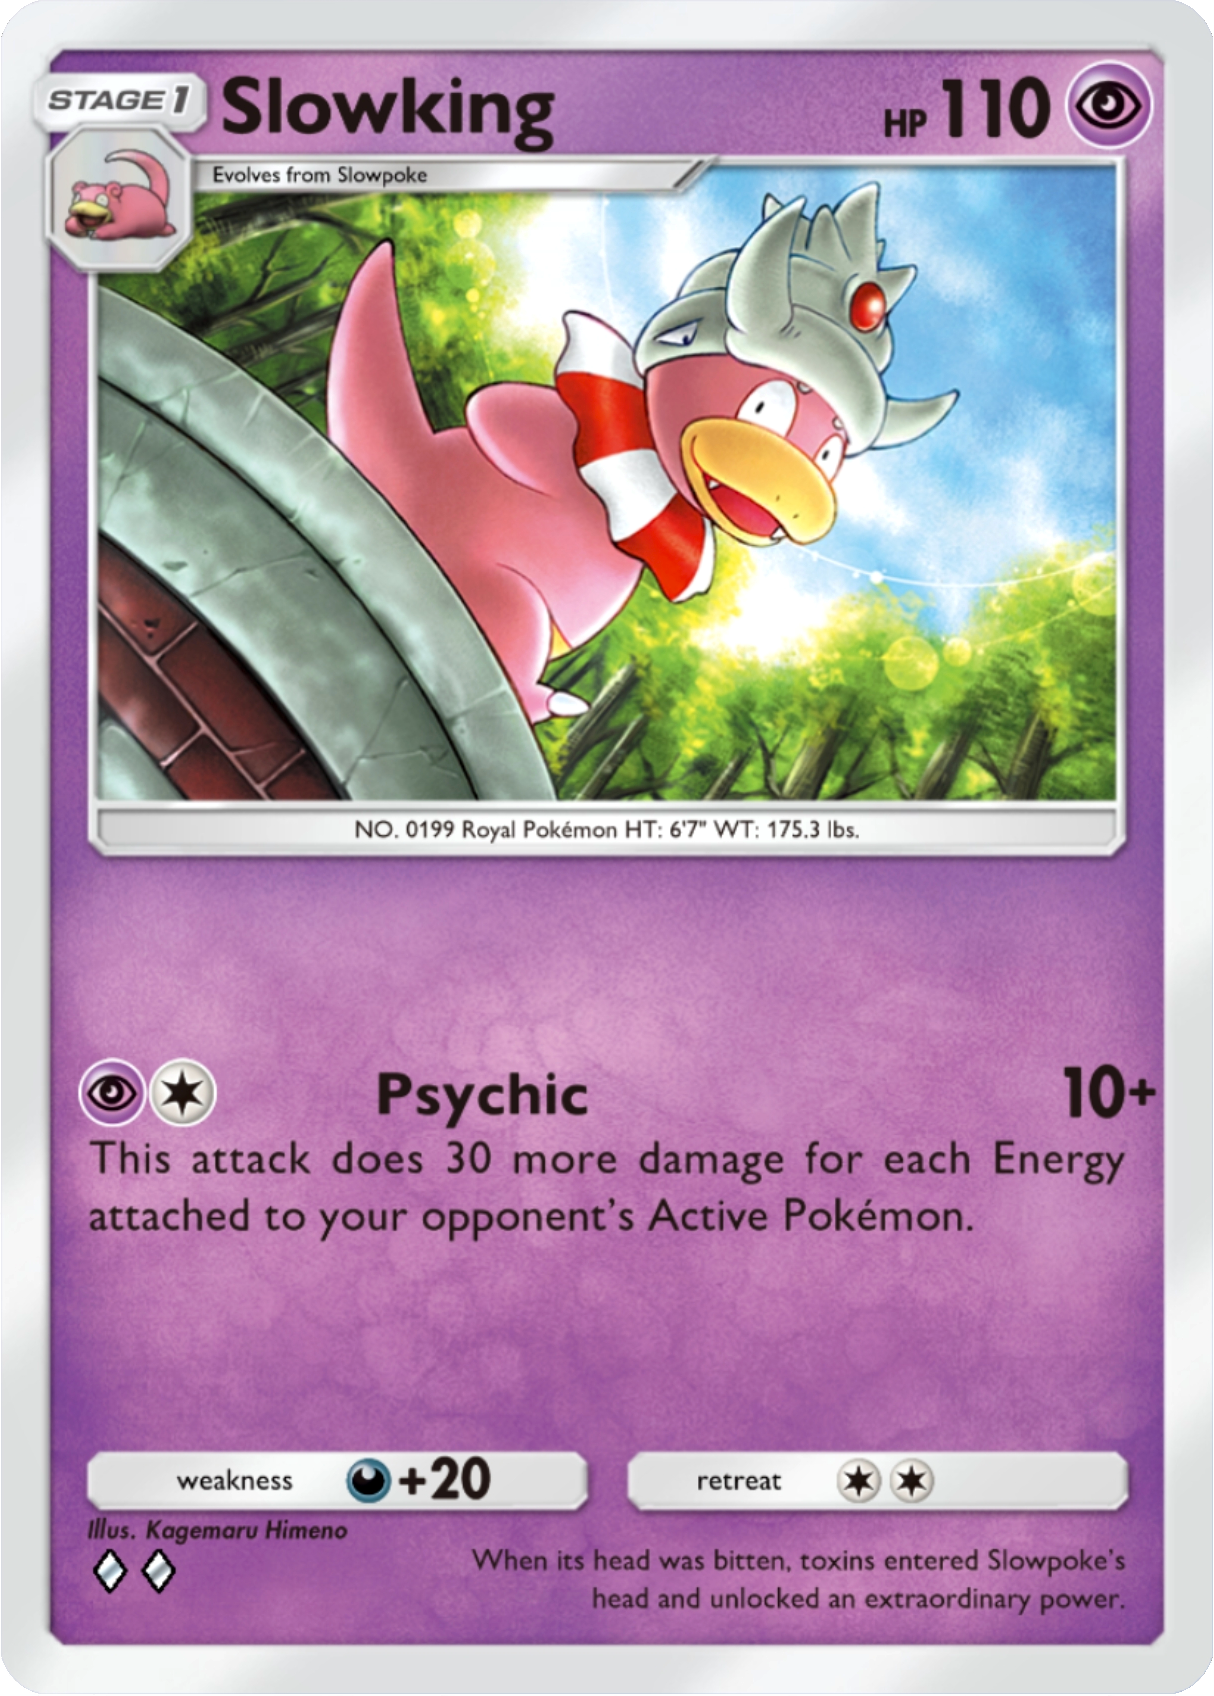 STAGE 1
Slowking
HP 110
Evolves from Slowpoke
NO. 0199 Royal Pokémon HT: 6'7" WT: 175.3 lbs.
Psychic 10+
This attack does 30 more damage for each Energy
attached to your opponent's Active Pokémon.
weakness +20
retreat
Illus. Kagemaru Himeno
When its head was bitten, toxins entered Slowpoke's
head and unlocked an extraordinary power.